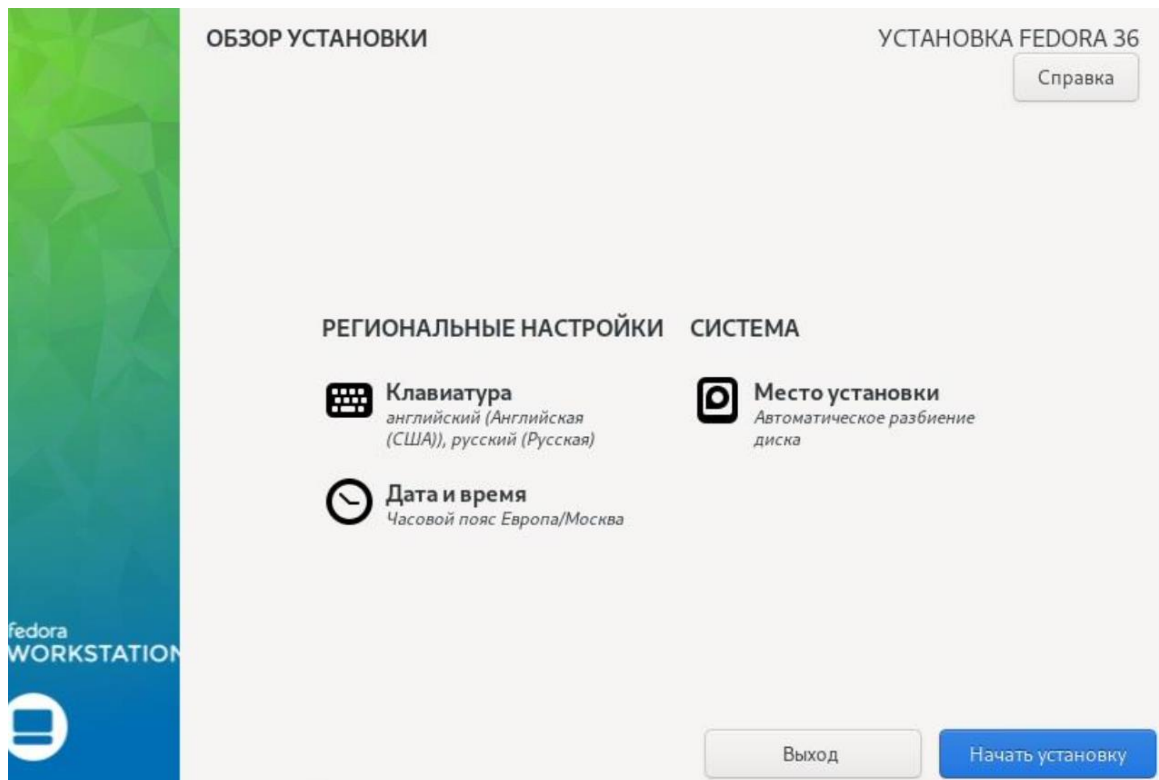 ОБЗОР УСТАНОВКИ
УСТАНОВКА FEDORA 36
Справка
РЕГИОНАЛЬНЫЕ НАСТРОЙКИ
Клавиатура
английский (Английская
(США)), русский (Русская)
Дата и время
Часовой пояс Европа/Москва
СИСТЕМА
Место установки
Автоматическое разбиение
диска
fedora
WORKSTATION
Выход
Начать установку